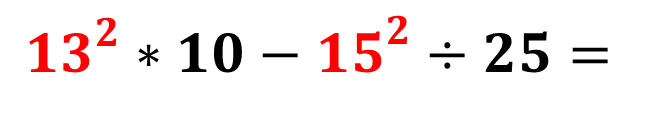 13² * 10 − 15² ÷ 25 =